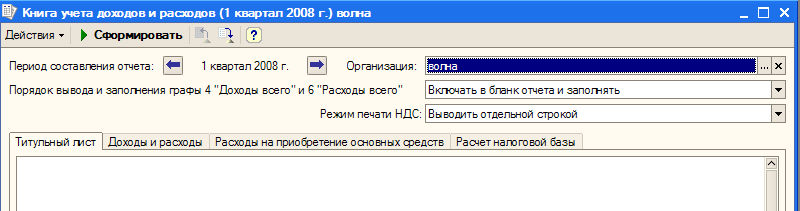 Книга учета доходов и расходов (1 квартал 2008 г.) волна
Действия Сформировать ?
Период составления отчета: 1 квартал 2008 г. Организация: волна ... ×
Порядок вывода и заполнения графы 4 "Доходы всего" и 6 "Расходы всего" Включать в бланк отчета и заполнять
Режим печати НДС: Выводить отдельной строкой
Титульный лист Доходы и расходы Расходы на приобретение основных средств Расчет налоговой базы